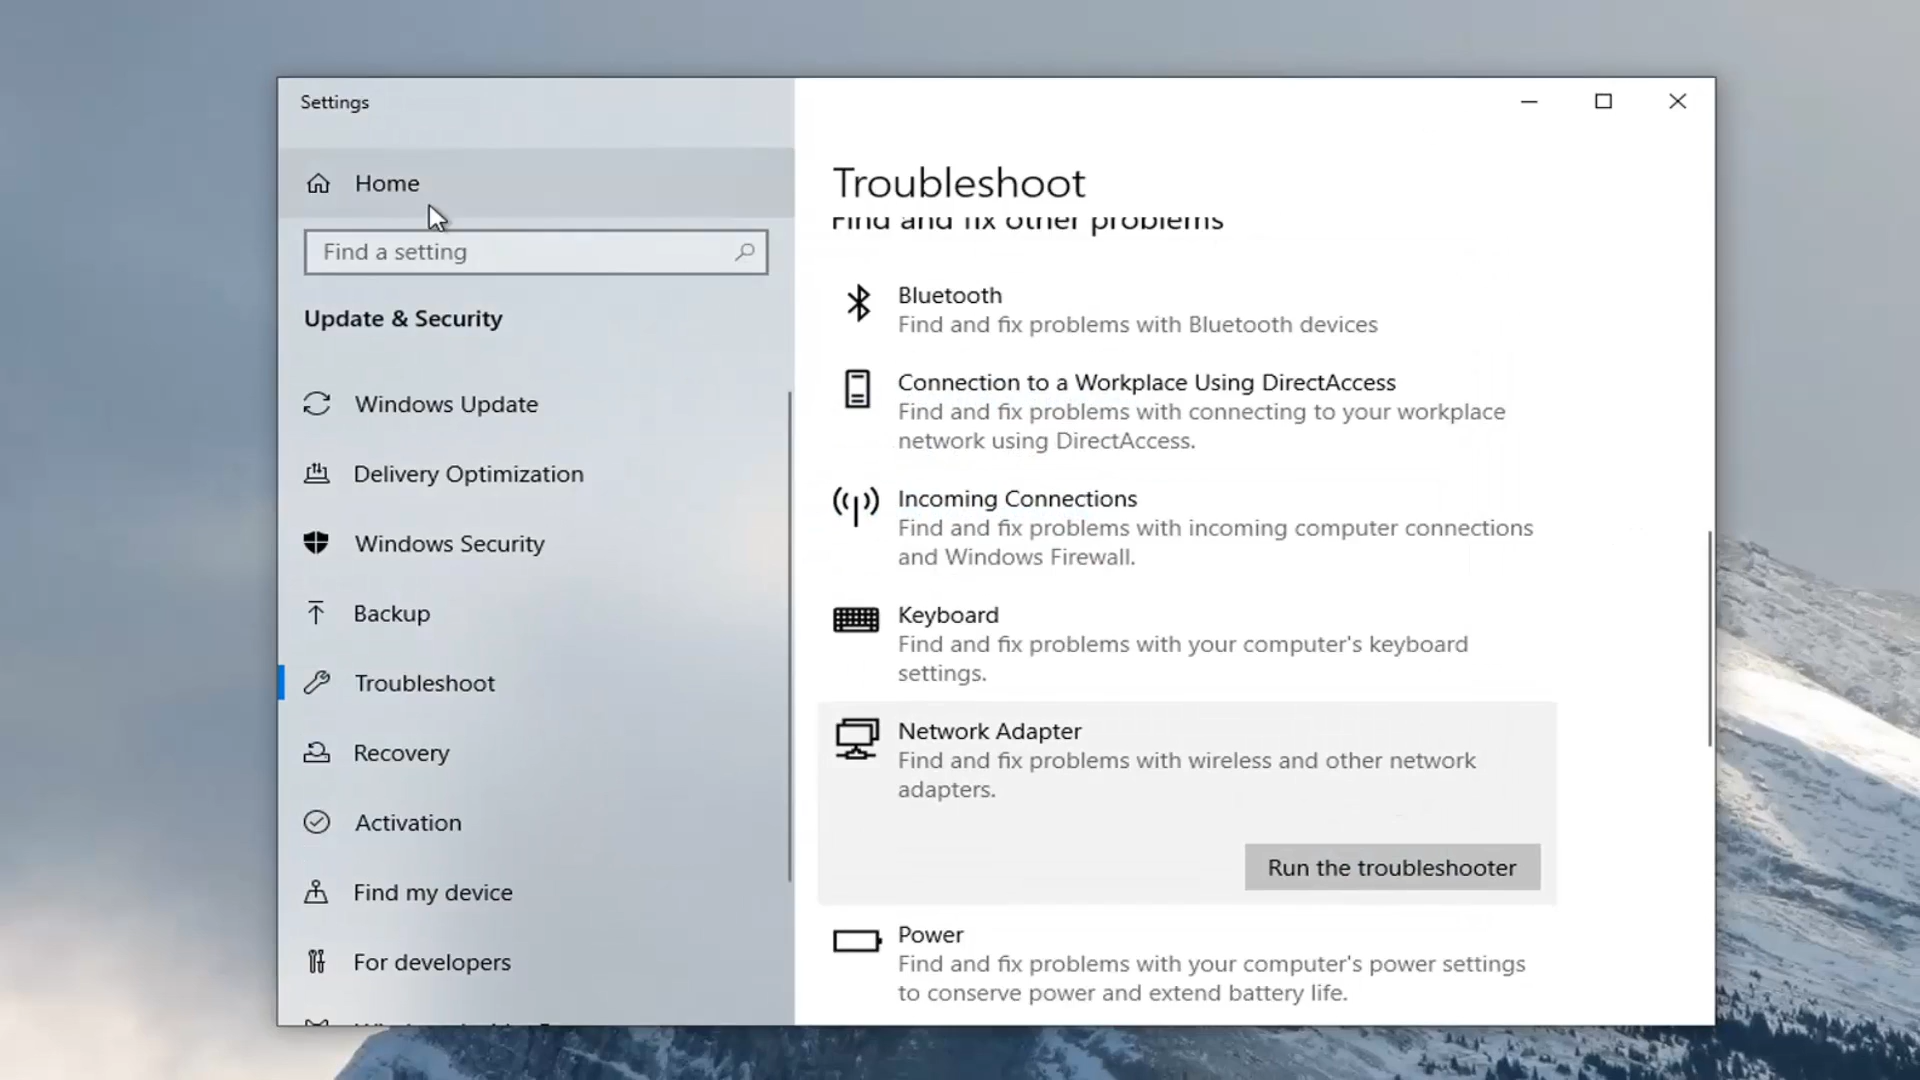 Settings
Home
Find a setting
Update & Security
Windows Update
Delivery Optimization
Windows Security
Backup
Troubleshoot
Recovery
Activation
Find my device
For developers
Troubleshoot
Find and fix other problems
Bluetooth
Find and fix problems with Bluetooth devices
Connection to a Workplace Using DirectAccess
Find and fix problems with connecting to your workplace
network using DirectAccess.
Incoming Connections
Find and fix problems with incoming computer connections
and Windows Firewall.
Keyboard
Find and fix problems with your computer's keyboard
settings.
Network Adapter
Find and fix problems with wireless and other network
adapters.
Run the troubleshooter
Power
Find and fix problems with your computer's power settings
to conserve power and extend battery life.